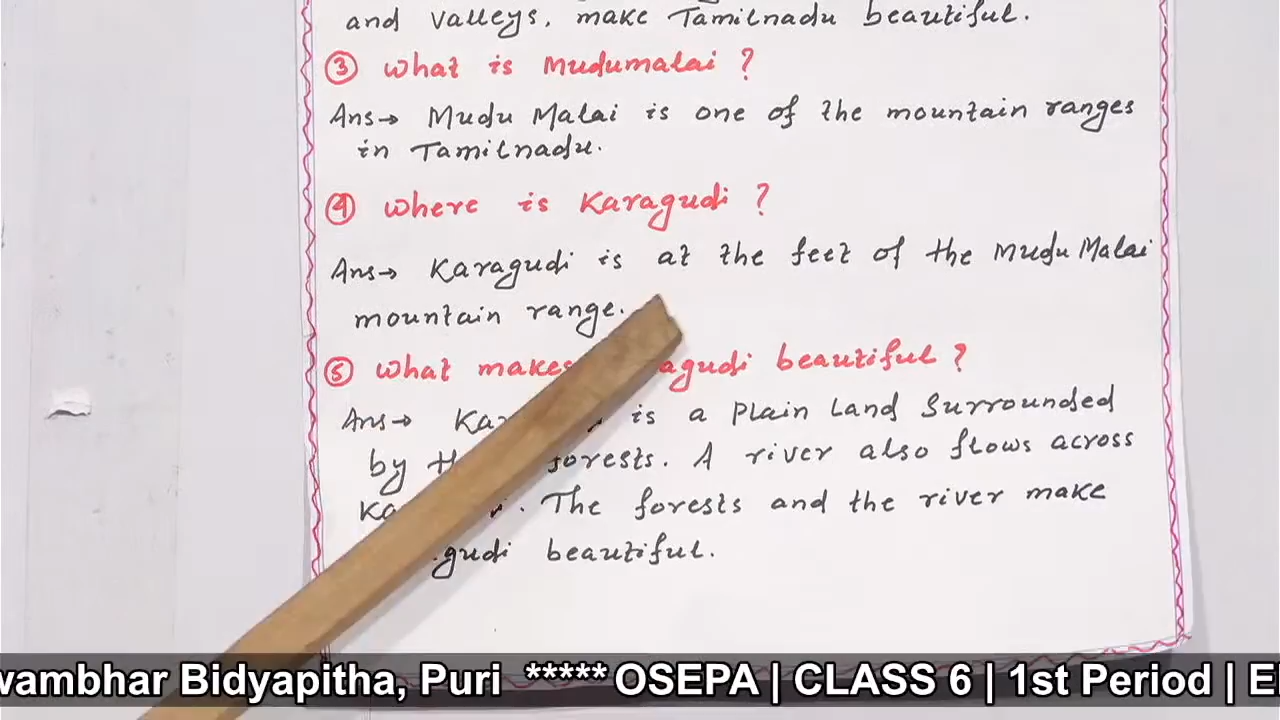 and valleys, make Tamilnadu beautiful.
③ What is Mudumalai ?
Ans→ Mudu Malai is one of the mountain ranges
in Tamilnadu.
④ Where is Karagudi ?
Ans→ Karagudi is at the feet of the Mudu Malai
mountain range.
⑤ What makes agudi beautiful ?
Ans→ Ka is a plain land surrounded
by forests. A river also flows across
Ka . The forests and the river make
gudi beautiful.
vambhar Bidyapitha, Puri ***** OSEPA | CLASS 6 | 1st Period | E